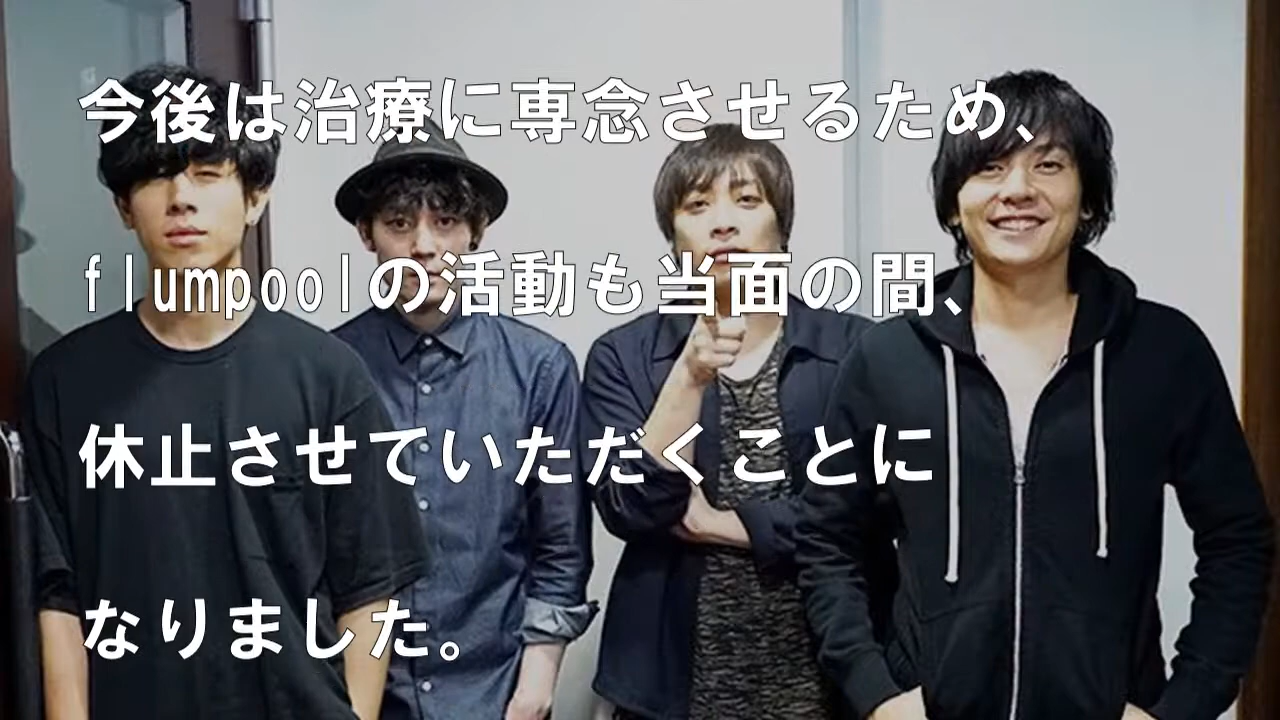 今後は治療に専念させるため、
flumpoolの活動も当面の間、
休止させていただくことに
なりました。